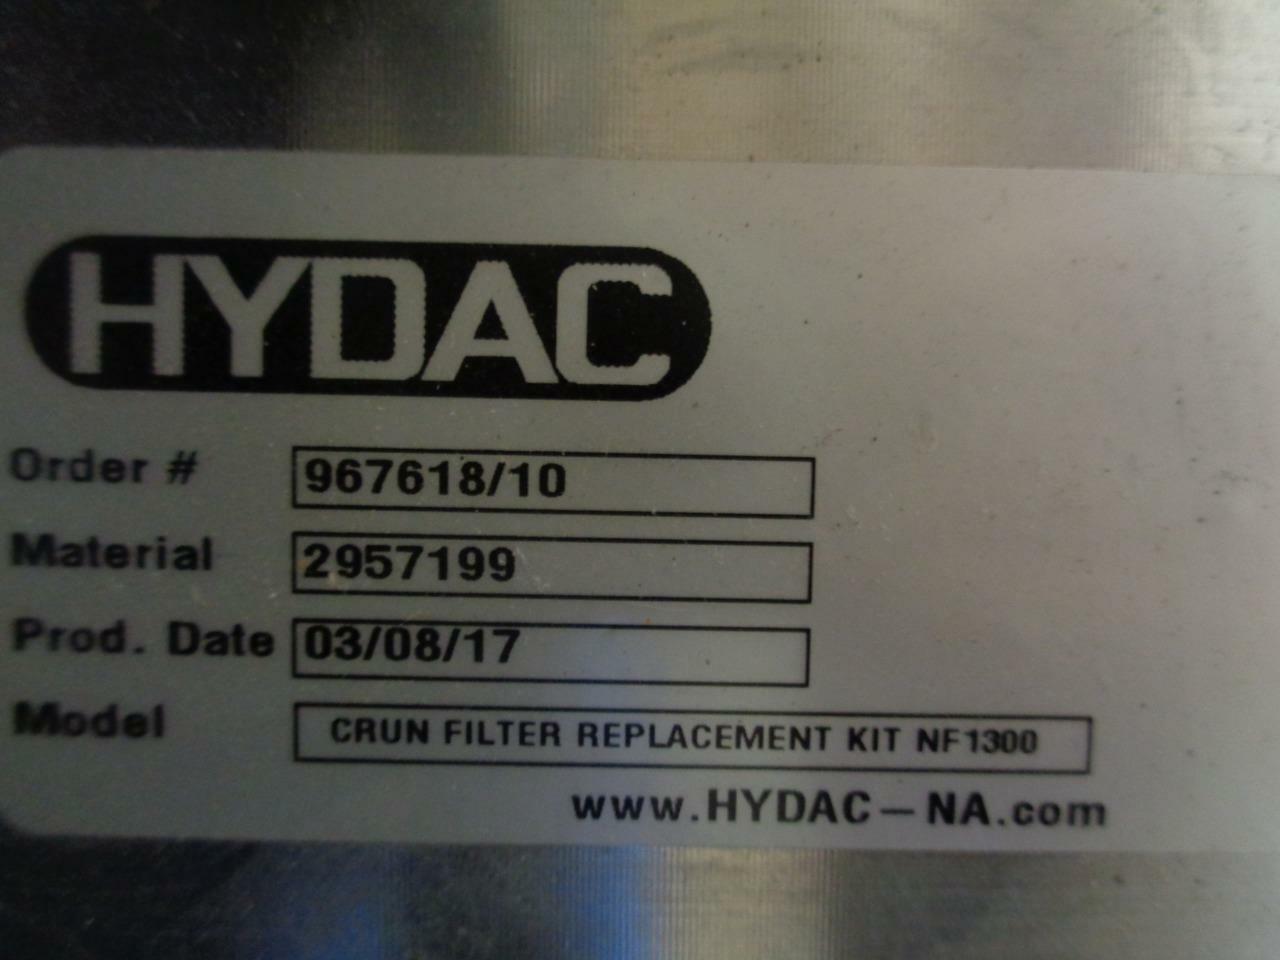 HYDAC
Order # 967618/10
Material 2957199
Prod. Date 03/08/17
Model CRUN FILTER REPLACEMENT KIT NF1300
www.HYDAC-NA.com